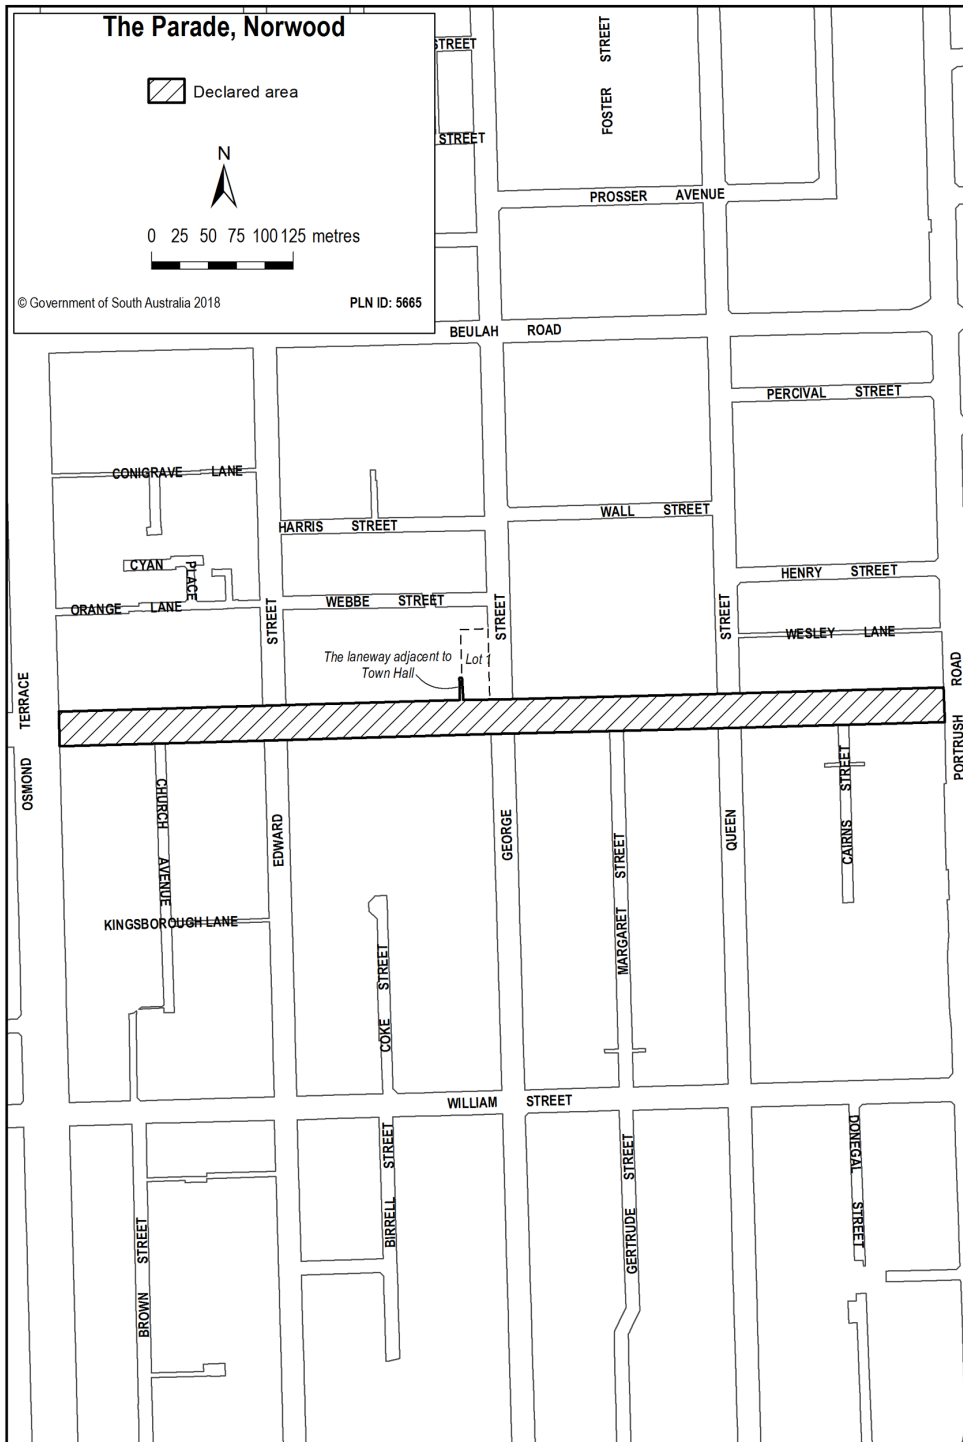 The Parade, Norwood
Declared area
N
0 25 50 75 100 125 metres
© Government of South Australia 2018
PLN ID: 5665
STREET
STREET
FOSTER STREET
PROSSER AVENUE
BEULAH ROAD
PERCIVAL STREET
CONIGRAVE LANE
HARRIS STREET
WALL STREET
CYAN PLACE
HENRY STREET
ORANGE LANE
WEBBE STREET
WESLEY LANE
STREET
STREET
STREET
The laneway adjacent to
Town Hall
Lot 1
OSMOND TERRACE
PORTRUSH ROAD
CHURCH AVENUE
EDWARD
GEORGE
MARGARET STREET
QUEEN
CAIRNS STREET
KINGSBOROUGH LANE
COKE STREET
WILLIAM STREET
BROWN STREET
BIRRELL STREET
GERTRUDE STREET
DONEGAL STREET